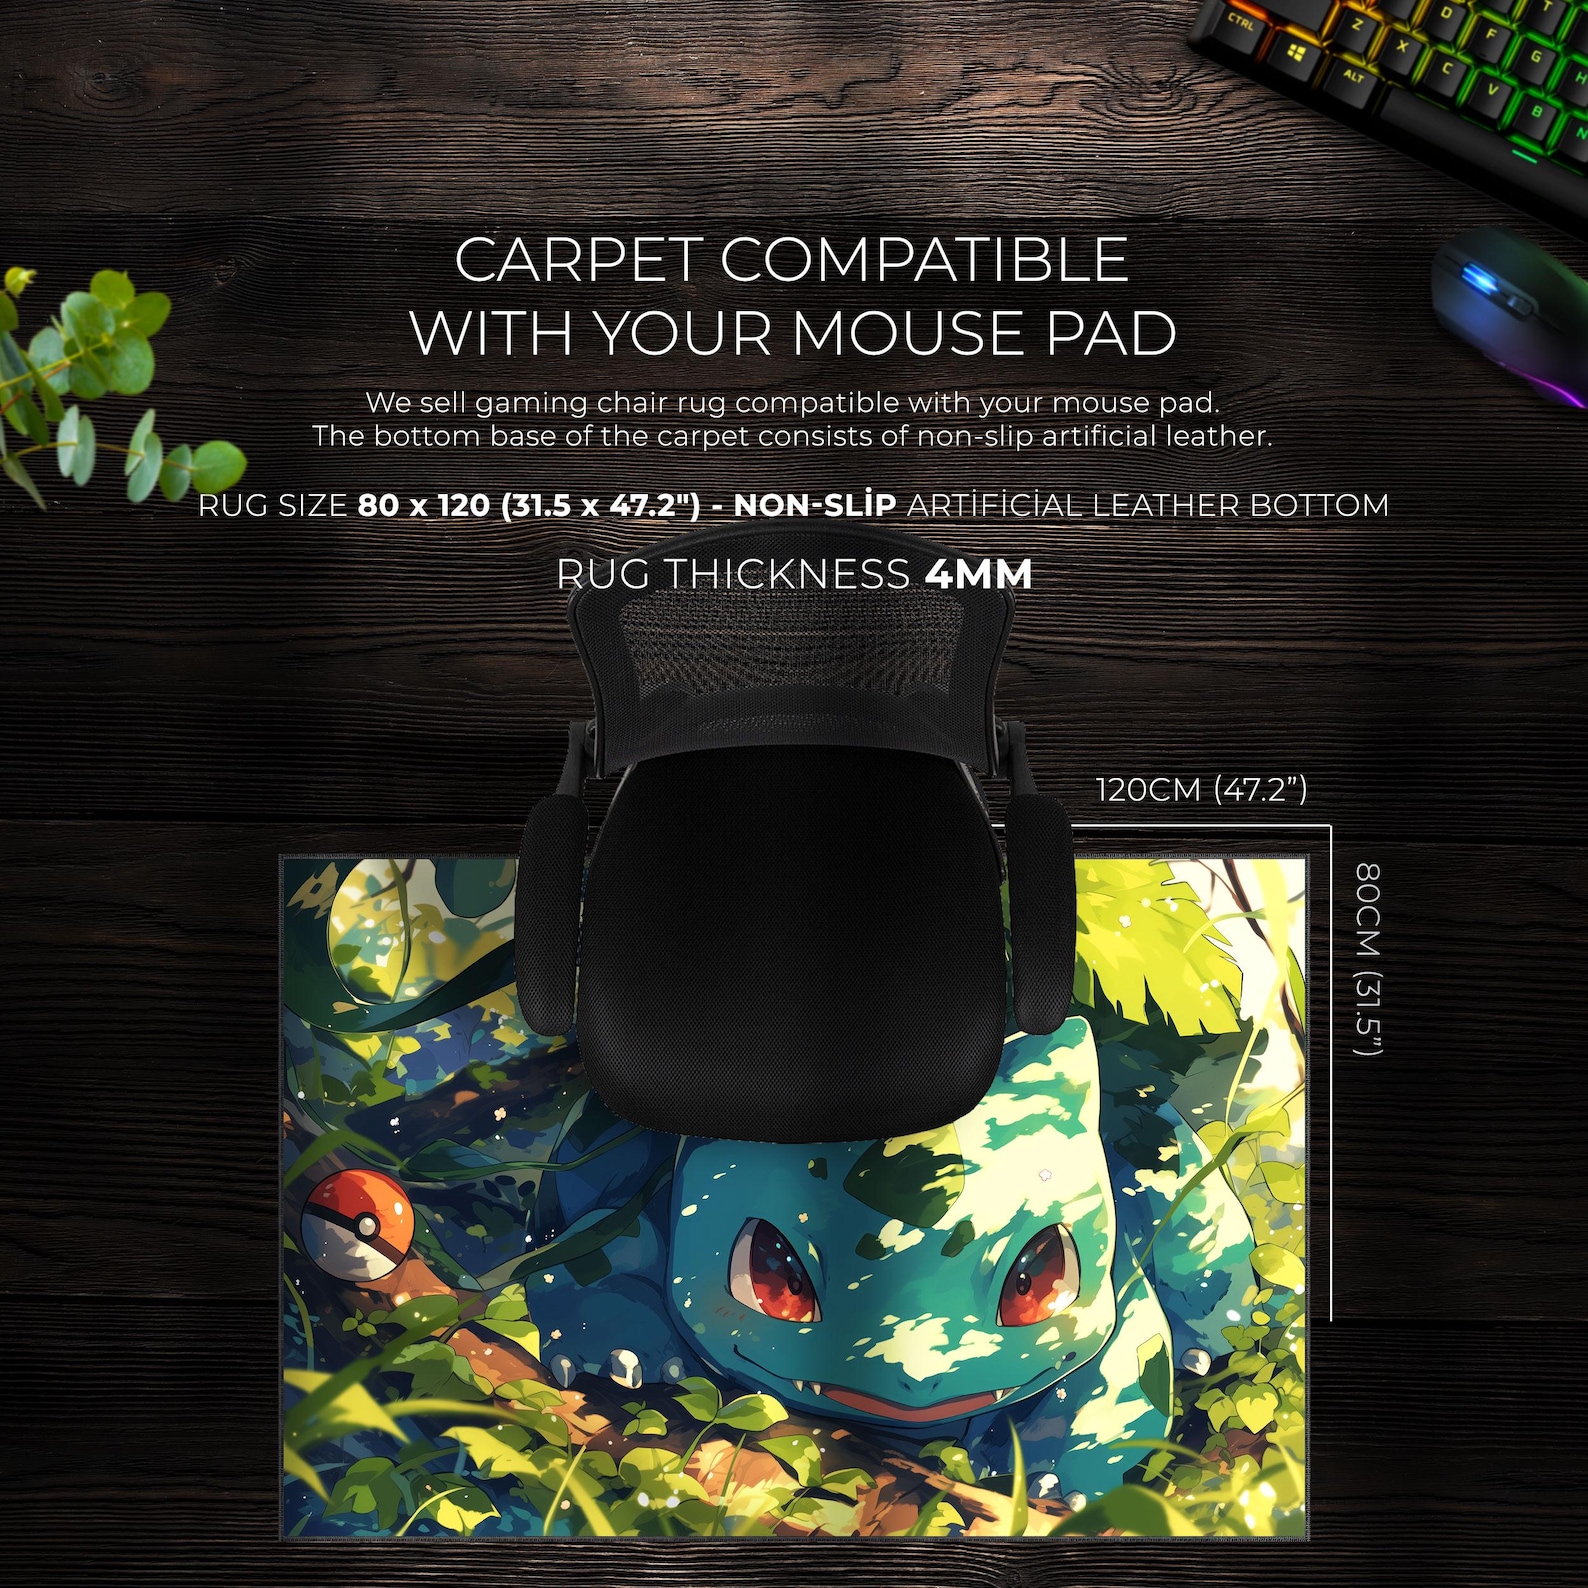 CTRL
ALT
Z
X
C
V
B
N
D
F
G
H
T
CARPET COMPATIBLE
WITH YOUR MOUSE PAD
We sell gaming chair rug compatible with your mouse pad.
The bottom base of the carpet consists of non-slip artificial leather.
RUG SIZE 80 x 120 (31.5 x 47.2") - NON-SLİP ARTİFİCİAL LEATHER BOTTOM
RUG THICKNESS 4MM
120CM (47.2”)
80CM (31.5”)